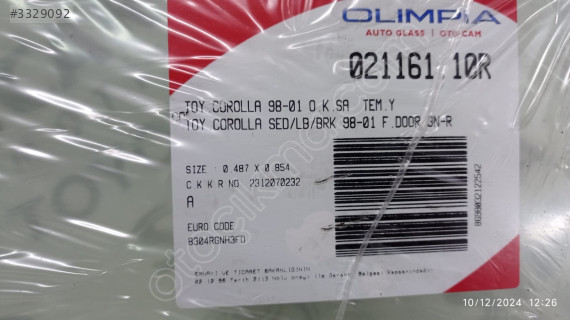 #3329092
OLIMPIA
AUTO GLASS | OTO CAM
021161.10R
TOY COROLLA 98-01 O.K.SA TEM.Y
TOY COROLLA SED/LB/BRK 98-01 F.DOOR GN-R
SIZE : 0.487 X 0.854
C K K R NO 2312070232
A
EURO CODE
8304RGNH3FD
8698032122542
10/12/2024 12:26